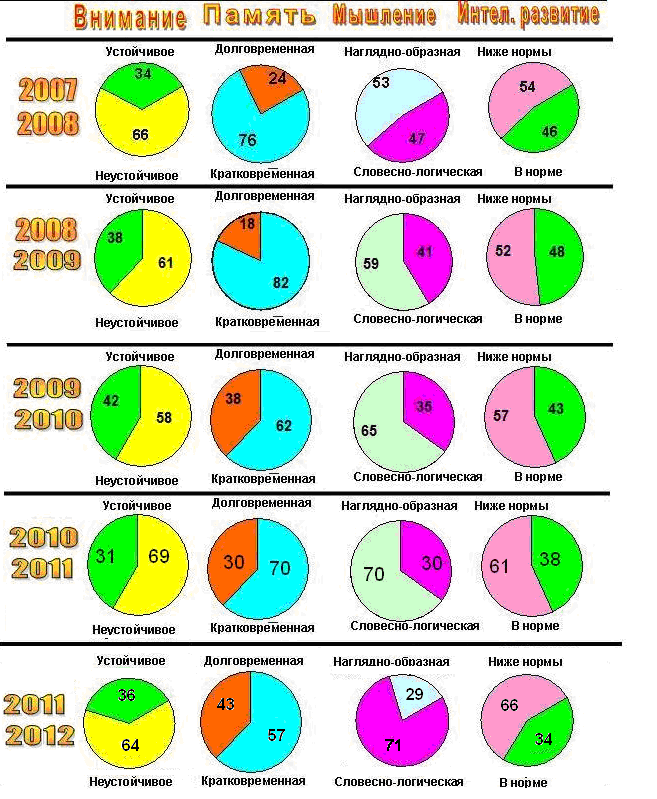 Внимание Память Мышление Интел. развитие
Устойчивое Долговременная Наглядно-образная Ниже нормы
2007
2008
34 24 53 54
66 76 47 46
Неустойчивое Кратковременная Словесно-логическая В норме
Устойчивое Долговременная Наглядно-образная Ниже нормы
2008
2009
38 18 41 52 48
61 82 59
Неустойчивое Кратковременная Словесно-логическая В норме
Устойчивое Долговременная Наглядно-образная Ниже нормы
2009
2010
42 58 38 62 35 65 57 43
Неустойчивое Кратковременная Словесно-логическая В норме
Устойчивое Долговременная Наглядно-образная Ниже нормы
2010
2011
31 69 30 70 70 30 61 38
Неустойчивое Кратковременная Словесно-логическая В норме
Устойчивое Долговременная Наглядно-образная Ниже нормы
2011
2012
36 43 29 66
64 57 71 34
Неустойчивое Кратковременная Словесно-логическая В норме